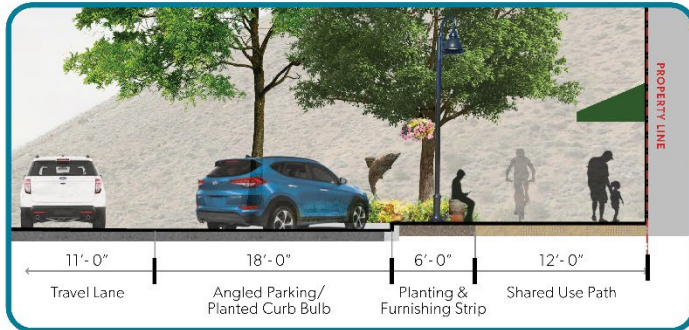 PROPERTY LINE
11'-0" 18'-0" 6'-0" 12'-0"
Travel Lane Angled Parking/ Planting & Shared Use Path
Planted Curb Bulb Furnishing Strip